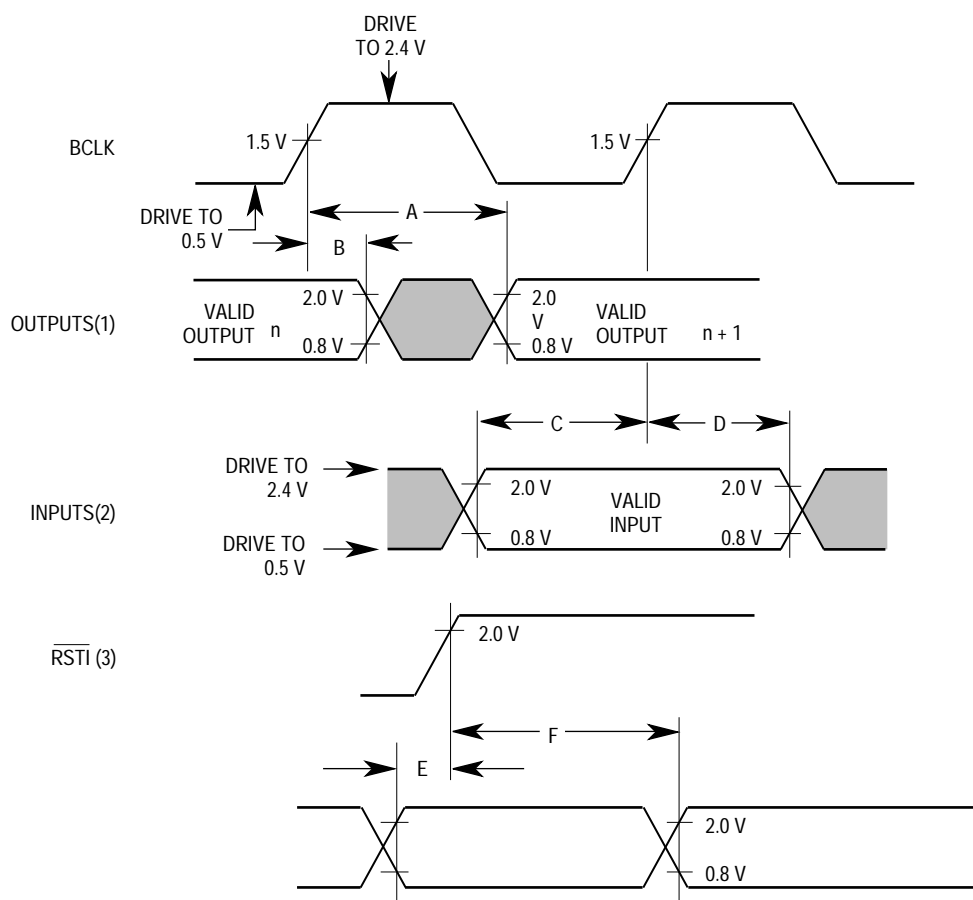 DRIVE
TO 2.4 V
BCLK
1.5 V
1.5 V
DRIVE TO
0.5 V
A
B
OUTPUTS(1)
VALID
OUTPUT n
2.0 V
0.8 V
2.0
V
0.8 V
VALID
OUTPUT
n + 1
C
D
INPUTS(2)
DRIVE TO
2.4 V
DRIVE TO
0.5 V
2.0 V
0.8 V
VALID
INPUT
2.0 V
0.8 V
RSTI (3)
2.0 V
F
E
2.0 V
0.8 V